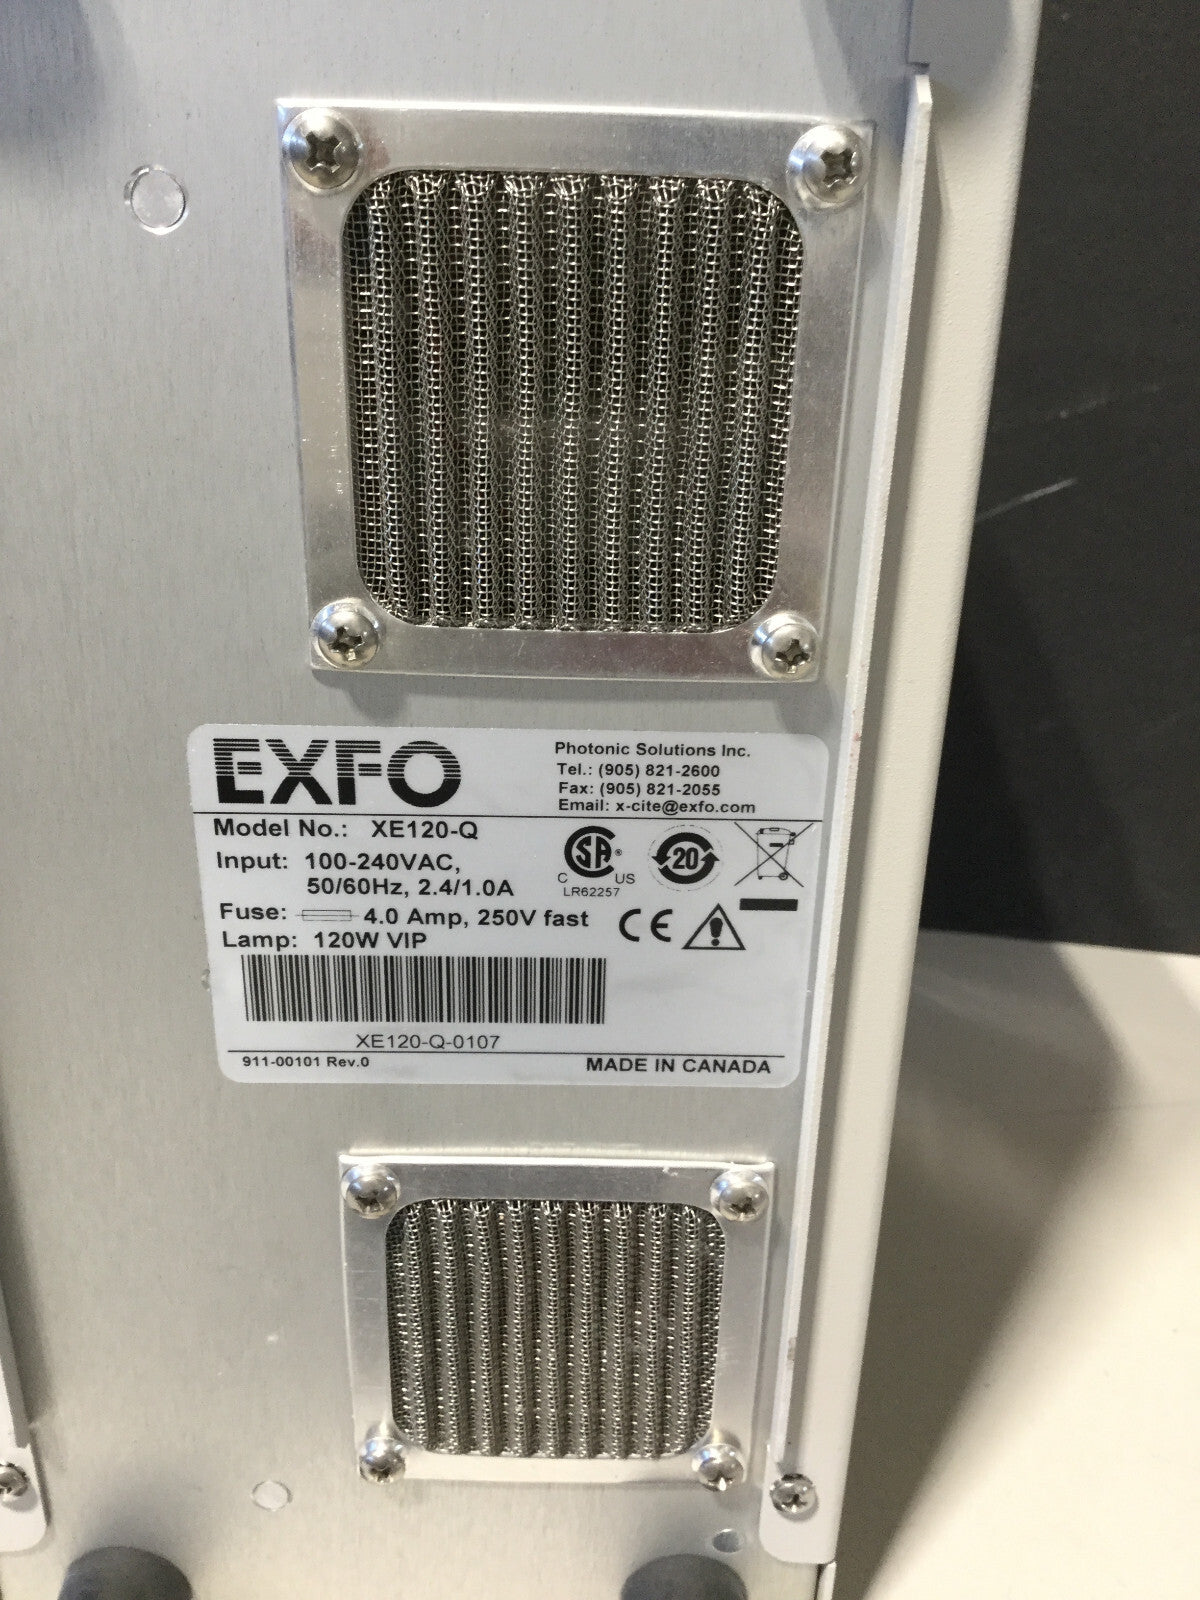 EXFO
Photonic Solutions Inc.
Tel.: (905) 821-2600
Fax: (905) 821-2055
Email: x-cite@exfo.com
Model No.: XE120-Q
Input: 100-240VAC,
50/60Hz, 2.4/1.0A
Fuse: 4.0 Amp, 250V fast
Lamp: 120W VIP
C SA ® US
LR62257
20
CE
XE120-Q-0107
911-00101 Rev.0
MADE IN CANADA